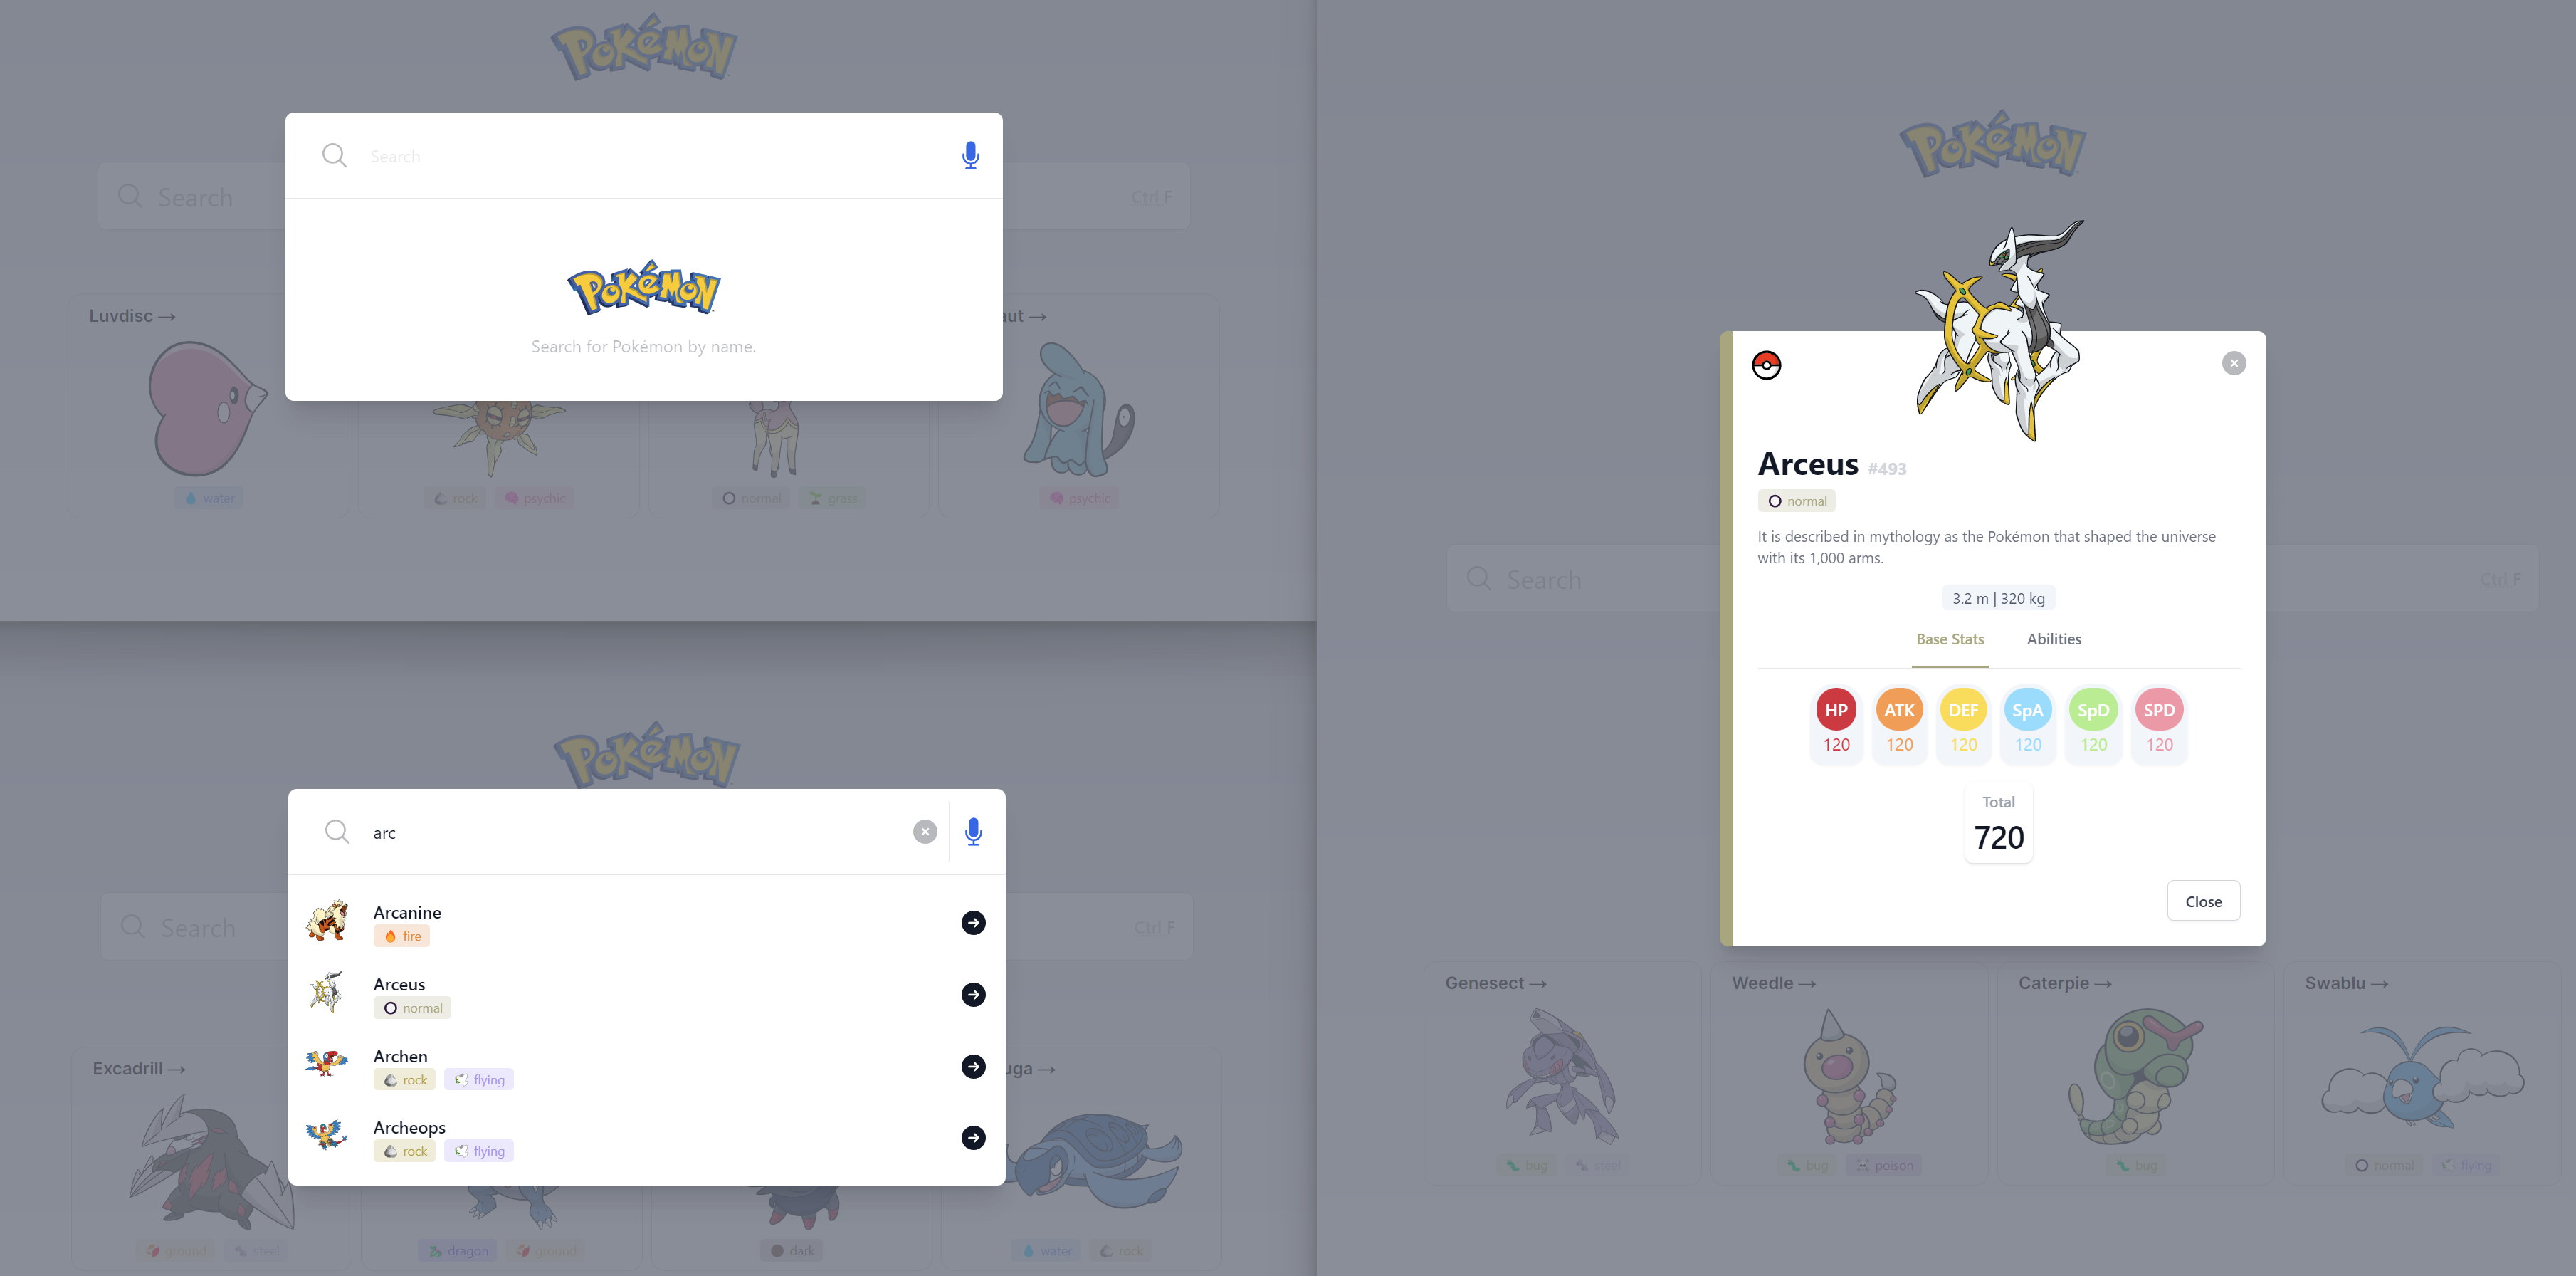 Pokémon
Search
Search
Ctrl F
Pokémon
Search for Pokémon by name.
Luvdisc →
aut →
water
rock
psychic
normal
grass
psychic
Pokémon
arc
Search
Ctrl F
Arcanine
fire
Arceus
normal
Archen
rock
flying
Archeops
rock
flying
Excadrill →
uga →
ground
steel
dragon
ground
dark
water
rock
Pokémon
Arceus #493
normal
It is described in mythology as the Pokémon that shaped the universe
with its 1,000 arms.
3.2 m | 320 kg
Search
Ctrl F
Base Stats
Abilities
HP ATK DEF SpA SpD SPD
120 120 120 120 120 120
Total
720
Close
Genesect →
Weedle →
Caterpie →
Swablu →
bug
steel
bug
poison
bug
normal
flying